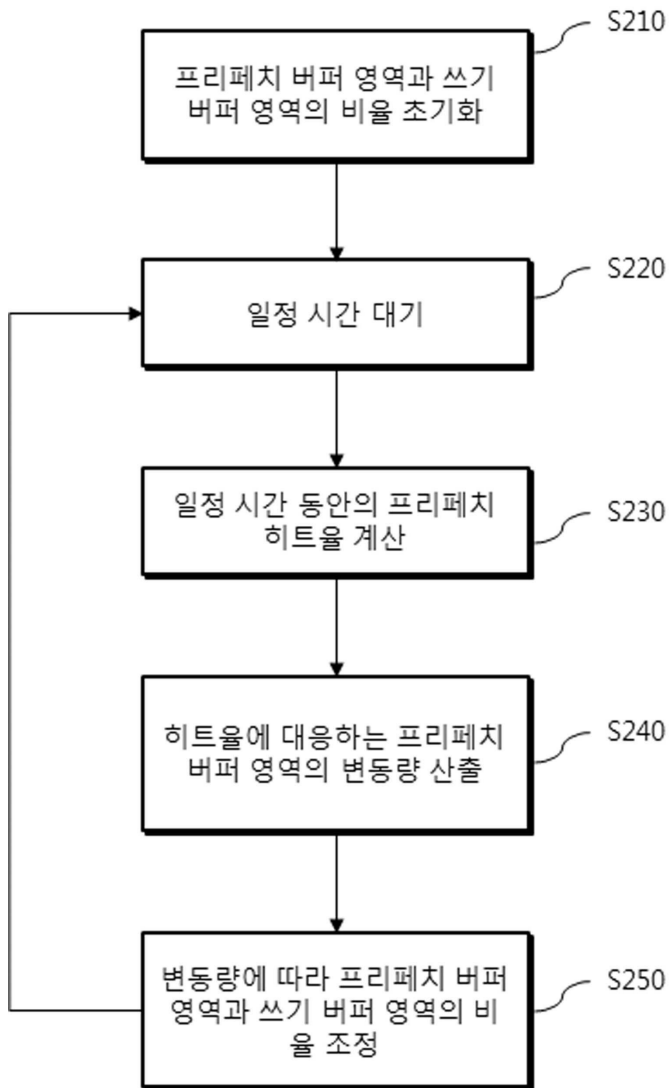 S210
프리페치 버퍼 영역과 쓰기
버퍼 영역의 비율 초기화
S220
일정 시간 대기
S230
일정 시간 동안의 프리페치
히트율 계산
S240
히트율에 대응하는 프리페치
버퍼 영역의 변동량 산출
S250
변동량에 따라 프리페치 버퍼
영역과 쓰기 버퍼 영역의 비
율 조정